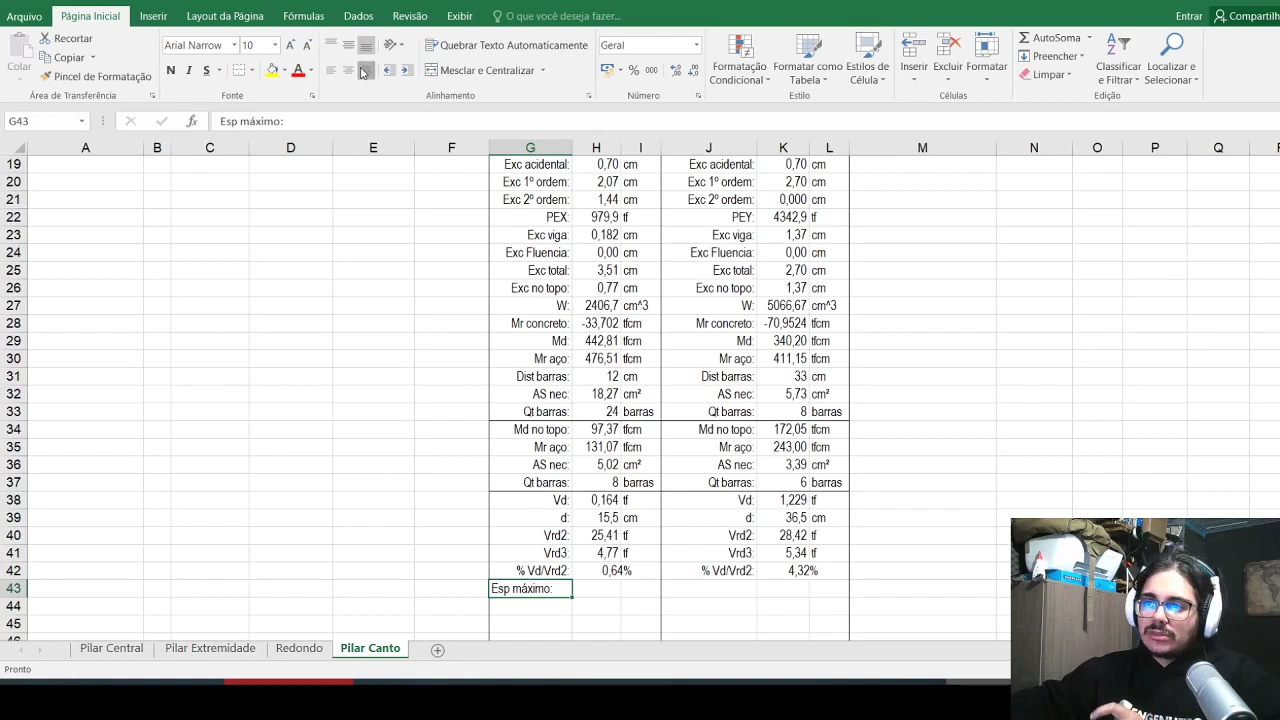 Arquivo Página Inicial Inserir Layout da Página Fórmulas Dados Revisão Exibir O que você deseja fazer... Entrar Compartilh
Colar
Recortar
Copiar
Pincel de Formatação
Área de Transferência
Arial Narrow 10
N I S
Fonte
Quebrar Texto Automaticamente
Mesclar e Centralizar
Alinhamento
Geral
% 000
Número
Formatação Condicional
Formatar como Tabela
Estilos de Célula
Estilo
Inserir Excluir Formatar
Células
AutoSoma
Preencher
Limpar
Classificar e Filtrar
Localizar e Selecionar
Edição
G43 fx Esp máximo:
A B C D E F G H I J K L M N O P Q
19 Exc acidental: 0,70 cm Exc acidental: 0,70 cm
20 Exc 1º ordem: 2,07 cm Exc 1º ordem: 2,70 cm
21 Exc 2º ordem: 1,44 cm Exc 2º ordem: 0,000 cm
22 PEX: 979,9 tf PEY: 4342,9 tf
23 Exc viga: 0,182 cm Exc viga: 1,37 cm
24 Exc Fluencia: 0,00 cm Exc Fluencia: 0,00 cm
25 Exc total: 3,51 cm Exc total: 2,70 cm
26 Exc no topo: 0,77 cm Exc no topo: 1,37 cm
27 W: 2406,7 cm^3 W: 5066,67 cm^3
28 Mr concreto: -33,702 tfcm Mr concreto: -70,9524 tfcm
29 Md: 442,81 tfcm Md: 340,20 tfcm
30 Mr aço: 476,51 tfcm Mr aço: 411,15 tfcm
31 Dist barras: 12 cm Dist barras: 33 cm
32 AS nec: 18,27 cm² AS nec: 5,73 cm²
33 Qt barras: 24 barras Qt barras: 8 barras
34 Md no topo: 97,37 tfcm Md no topo: 172,05 tfcm
35 Mr aço: 131,07 tfcm Mr aço: 243,00 tfcm
36 AS nec: 5,02 cm² AS nec: 3,39 cm²
37 Qt barras: 8 barras Qt barras: 6 barras
38 Vd: 0,164 tf Vd: 1,229 tf
39 d: 15,5 cm d: 36,5 cm
40 Vrd2: 25,41 tf Vrd2: 28,42 tf
41 Vrd3: 4,77 tf Vrd3: 5,34 tf
42 % Vd/Vrd2: 0,64% % Vd/Vrd2: 4,32%
43 Esp máximo:
44
45
Pilar Central Pilar Extremidade Redondo Pilar Canto
Pronto